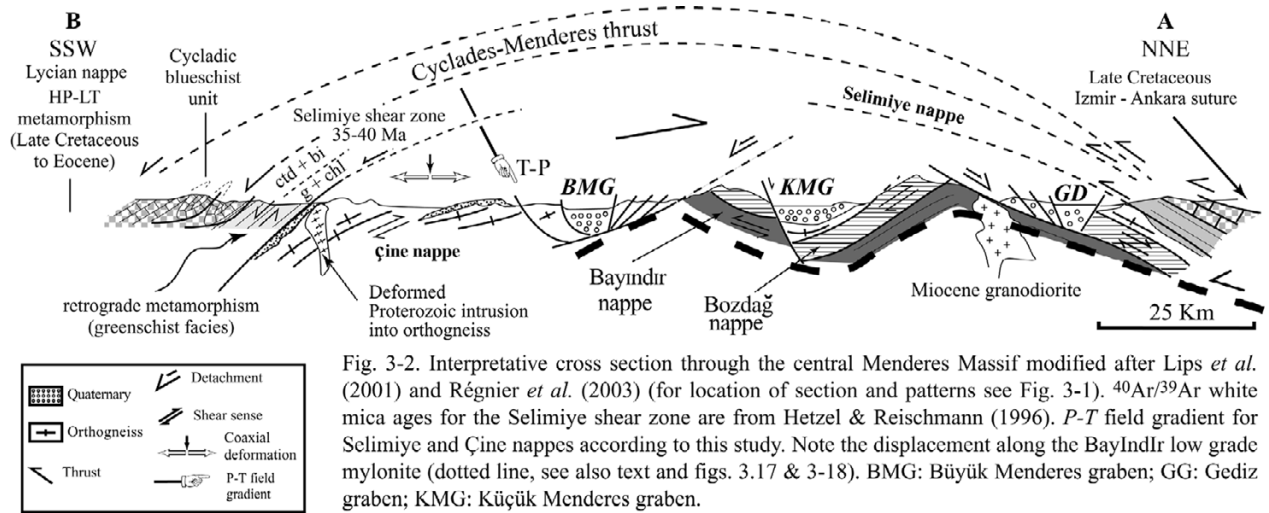 B
SSW
Lycian nappe
HP-LT
metamorphism
(Late Cretaceous
to Eocene)
Cycladic
blueschist
unit
Selimiye shear zone
35-40 Ma
Cyclades-Menderes thrust
ctd + bi
g + chl
T-P
BMG
KMG
GD
Selimiye nappe
A
NNE
Late Cretaceous
Izmir - Ankara suture
çine nappe
retrograde metamorphism
(greenschist facies)
Deformed
Proterozoic intrusion
into orthogneiss
Bayındır
nappe
Bozdağ
nappe
Miocene granodiorite
25 Km
Quaternary
Orthogneiss
Thrust
Detachment
Shear sense
Coaxial
deformation
P-T field
gradient
Fig. 3-2. Interpretative cross section through the central Menderes Massif modified after Lips et al.
(2001) and Régnier et al. (2003) (for location of section and patterns see Fig. 3-1). ⁴⁰Ar/³⁹Ar white
mica ages for the Selimiye shear zone are from Hetzel & Reischmann (1996). P-T field gradient for
Selimiye and Çine nappes according to this study. Note the displacement along the BayIndIr low grade
mylonite (dotted line, see also text and figs. 3.17 & 3-18). BMG: Büyük Menderes graben; GG: Gediz
graben; KMG: Küçük Menderes graben.